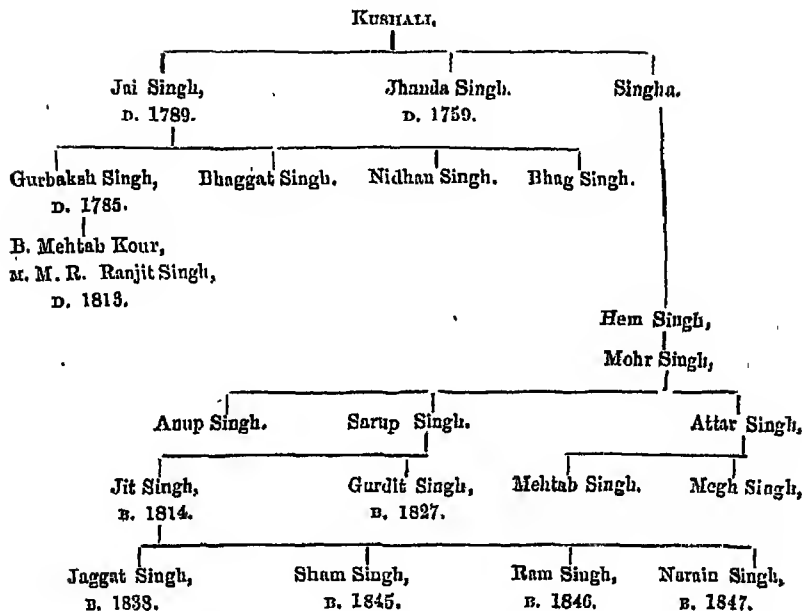 KUSHALI.
Jai Singh, Jhanda Singh. Singha.
D. 1789. D. 1759.
Gurbaksh Singh, Bhaggat Singh. Nidhan Singh. Bhag Singh.
D. 1785.
B. Mehtab Kour,
M. M. R. Ranjit Singh,
D. 1813.
Hem Singh,
Mohr Singh,
Anup Singh. Sarup Singh. Attar Singh,
Jit Singh, Gurdit Singh, Mehtab Singh. Megh Singh,
B. 1814. B. 1827.
Jaggat Singh, Sham Singh, Ram Singh, Narain Singh,
B. 1838. B. 1845. B. 1846. B. 1847.